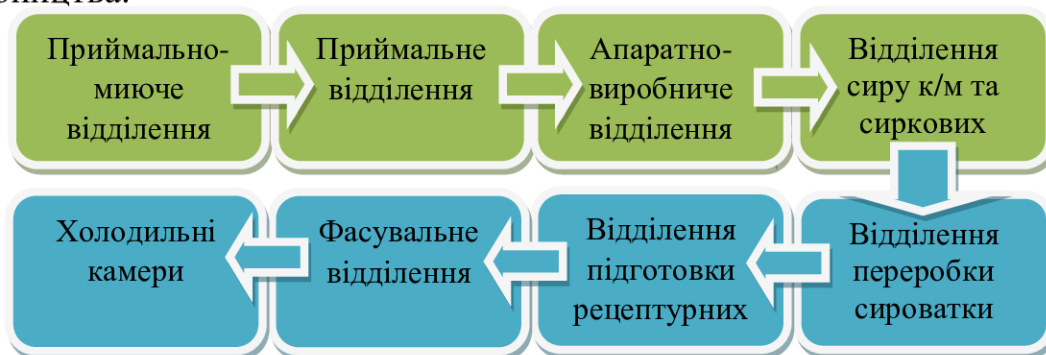 Приймально-
миюче
відділення
Приймальне
відділення
Апаратно-
виробниче
відділення
Відділення
сиру к/м та
сиркових
Відділення
переробки
сироватки
Відділення
підготовки
рецептурних
Фасувальне
відділення
Холодильні
камери